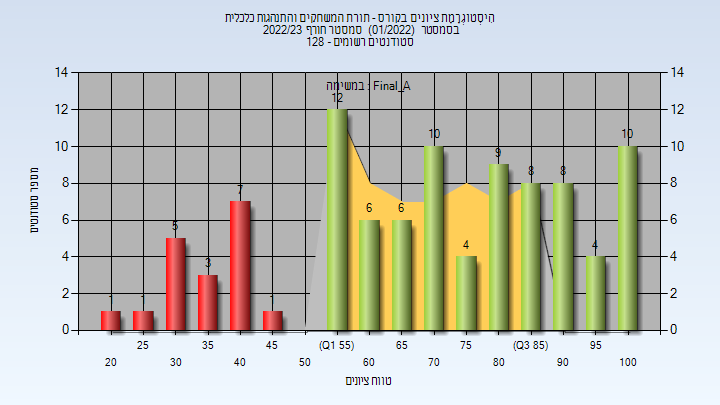 היסטוגרמת ציונים בקורס - תורת המשחקים והתנהגות כלכלית
בסמסטר (01/2022) סמסטר חורף 2022/23
סטודנטים רשומים - 128
במשימה : Final_A
מספר סטודנטים
14 14
12 12
10 10
8 8
6 6
4 4
2 2
0 0
1 1 5 3 7 1 12 6 6 10 4 9 8 8 4 10
25 35 45 (Q1 55) 65 75 (Q3 85) 95
20 30 40 50 60 70 80 90 100
טווח ציונים